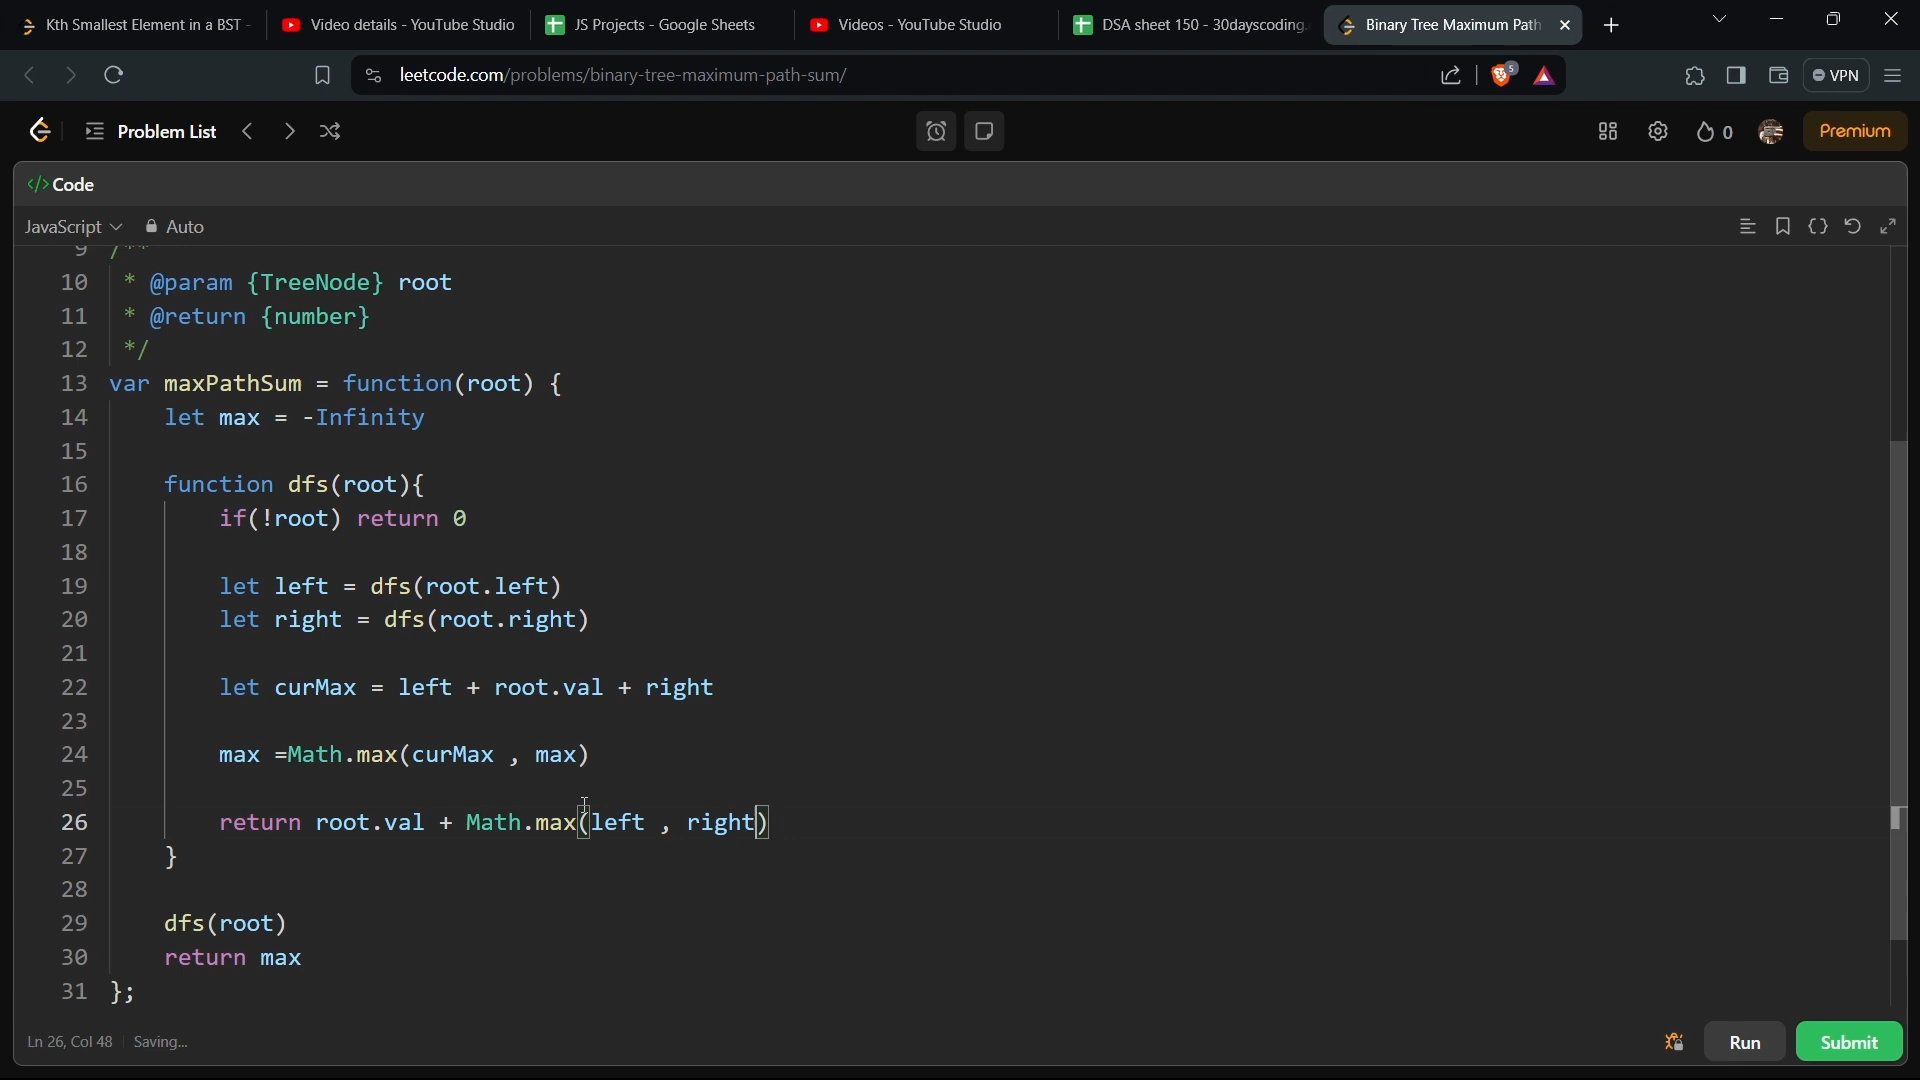 Kth Smallest Element in a BST -
Video details - YouTube Studio
JS Projects - Google Sheets
Videos - YouTube Studio
DSA sheet 150 - 30dayscoding.
Binary Tree Maximum Path
leetcode.com/problems/binary-tree-maximum-path-sum/
5
VPN
Problem List
0
Premium
</> Code
JavaScript
Auto
9 /**
10 * @param {TreeNode} root
11 * @return {number}
12 */
13 var maxPathSum = function(root) {
14 let max = -Infinity
15
16 function dfs(root){
17 if(!root) return 0
18
19 let left = dfs(root.left)
20 let right = dfs(root.right)
21
22 let curMax = left + root.val + right
23
24 max =Math.max(curMax , max)
25
26 return root.val + Math.max(left , right)
27 }
28
29 dfs(root)
30 return max
31 };
Ln 26, Col 48
Saving...
Run
Submit